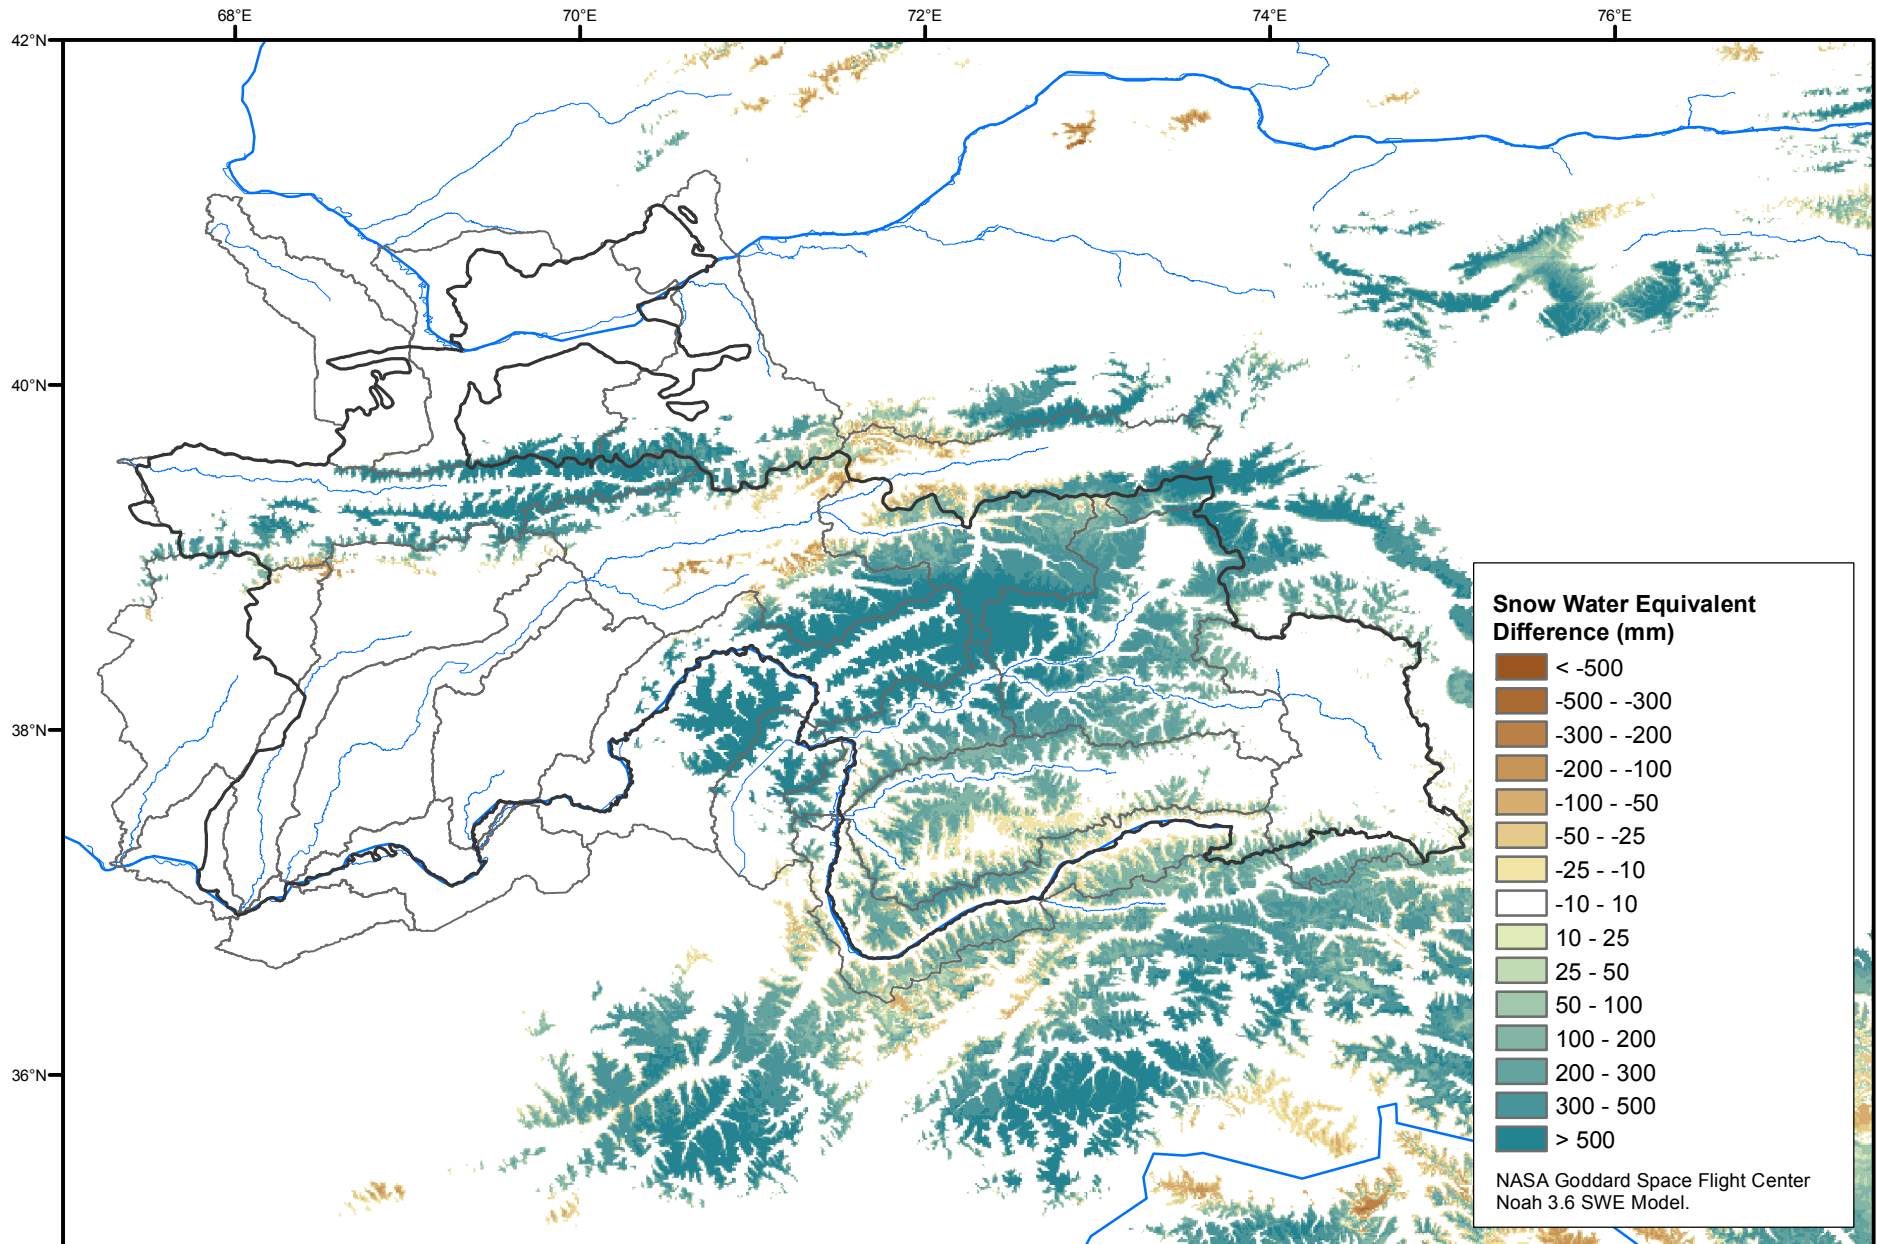 68°E
70°E
72°E
74°E
76°E
42°N
40°N
38°N
36°N
Snow Water Equivalent
Difference (mm)
< -500
-500 - -300
-300 - -200
-200 - -100
-100 - -50
-50 - -25
-25 - -10
-10 - 10
10 - 25
25 - 50
50 - 100
100 - 200
200 - 300
300 - 500
> 500
NASA Goddard Space Flight Center
Noah 3.6 SWE Model.